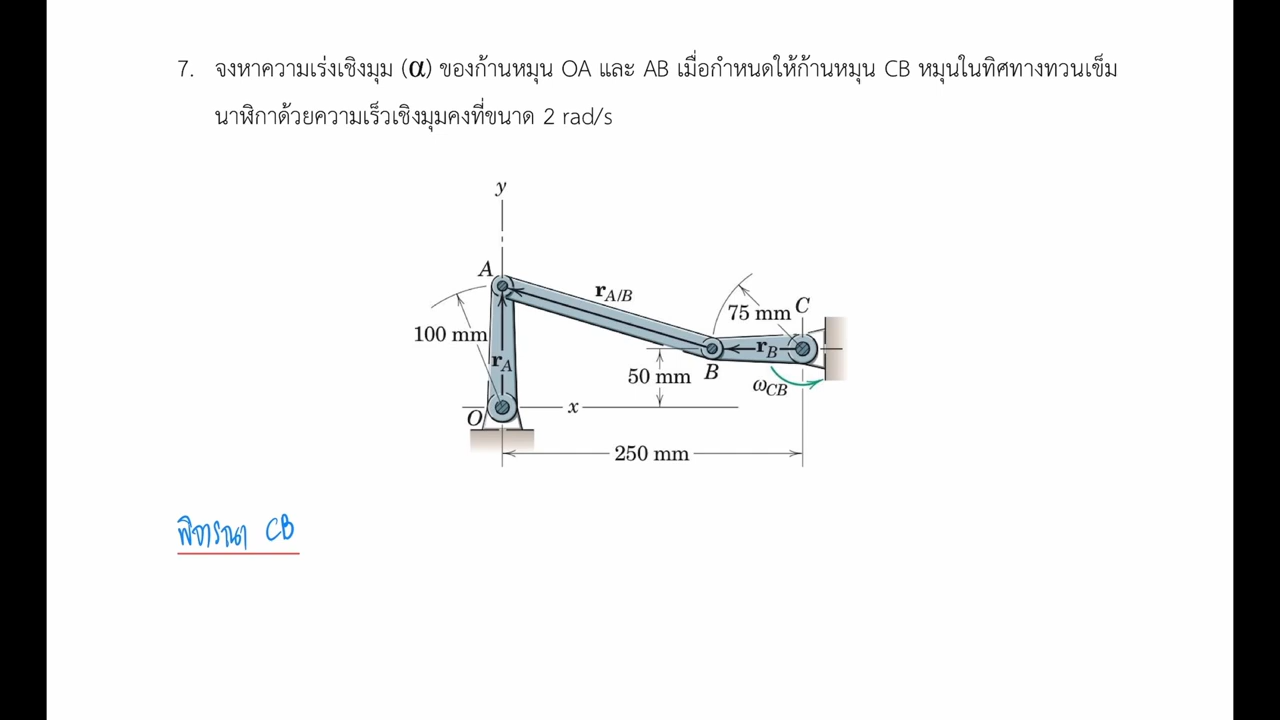 7. จงหาความเร่งเชิงมุม (α) ของก้านหมุน OA และ AB เมื่อกำหนดให้ก้านหมุน CB หมุนในทิศทางทวนเข็ม
นาฬิกาด้วยความเร็วเชิงมุมคงที่ขนาด 2 rad/s
y
A
r_A/B
75 mm
C
100 mm
r_A
r_B
50 mm
B
ω_CB
O
x
250 mm
พิจารณา CB